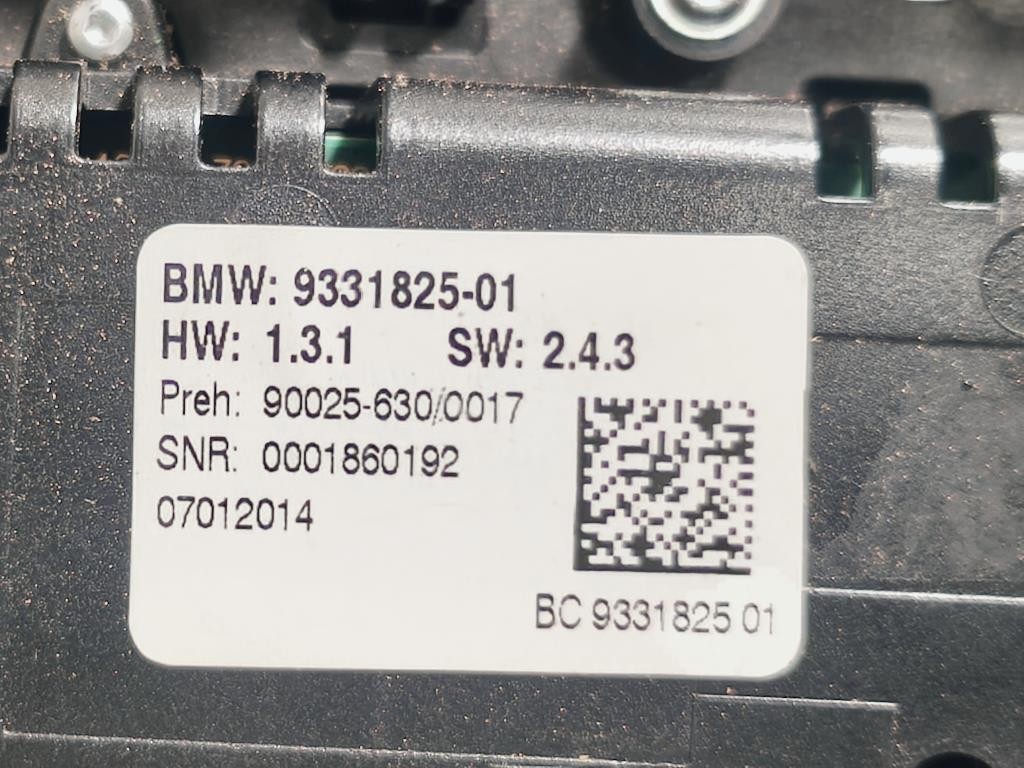 BMW: 9331825-01
HW: 1.3.1 SW: 2.4.3
Preh: 90025-630/0017
SNR: 0001860192
07012014
BC 9331825 01